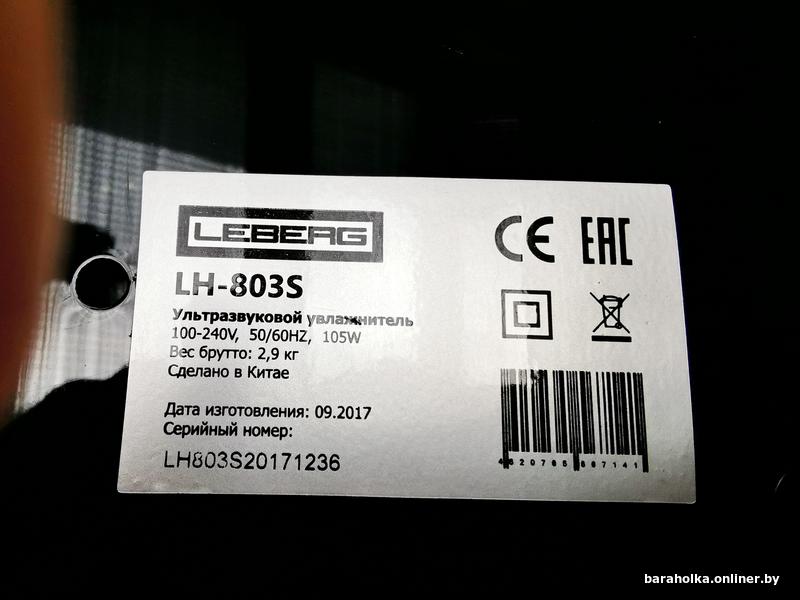 LEBERG
LH-803S
Ультразвуковой увлажнитель
100-240V, 50/60HZ, 105W
Вес брутто: 2,9 кг
Сделано в Китае
Дата изготовления: 09.2017
Серийный номер:
LH803S20171236
CE EAC
4620765887141
baraholka.onliner.by